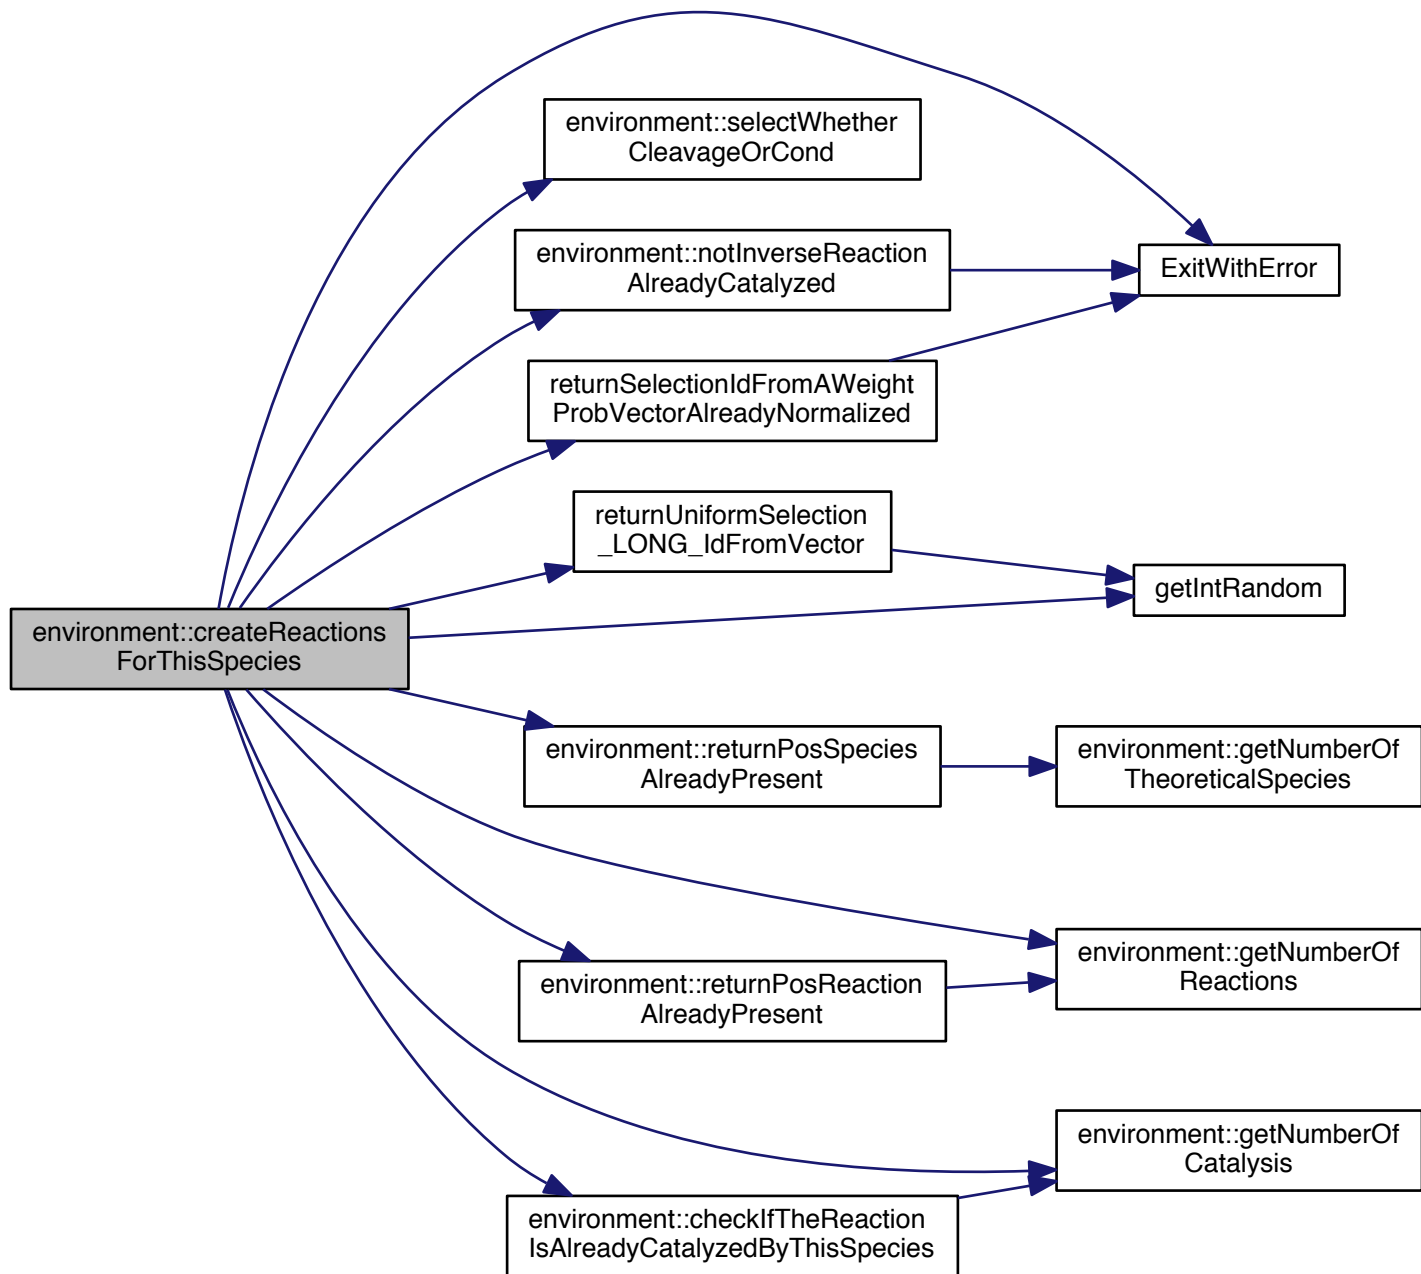 environment::selectWhether
CleavageOrCond
environment::notInverseReaction
AlreadyCatalyzed
ExitWithError
returnSelectionIdFromAWeight
ProbVectorAlreadyNormalized
returnUniformSelection
_LONG_IdFromVector
getIntRandom
environment::createReactions
ForThisSpecies
environment::returnPosSpecies
AlreadyPresent
environment::getNumberOf
TheoreticalSpecies
environment::getNumberOf
Reactions
environment::returnPosReaction
AlreadyPresent
environment::getNumberOf
Catalysis
environment::checkIfTheReaction
IsAlreadyCatalyzedByThisSpecies